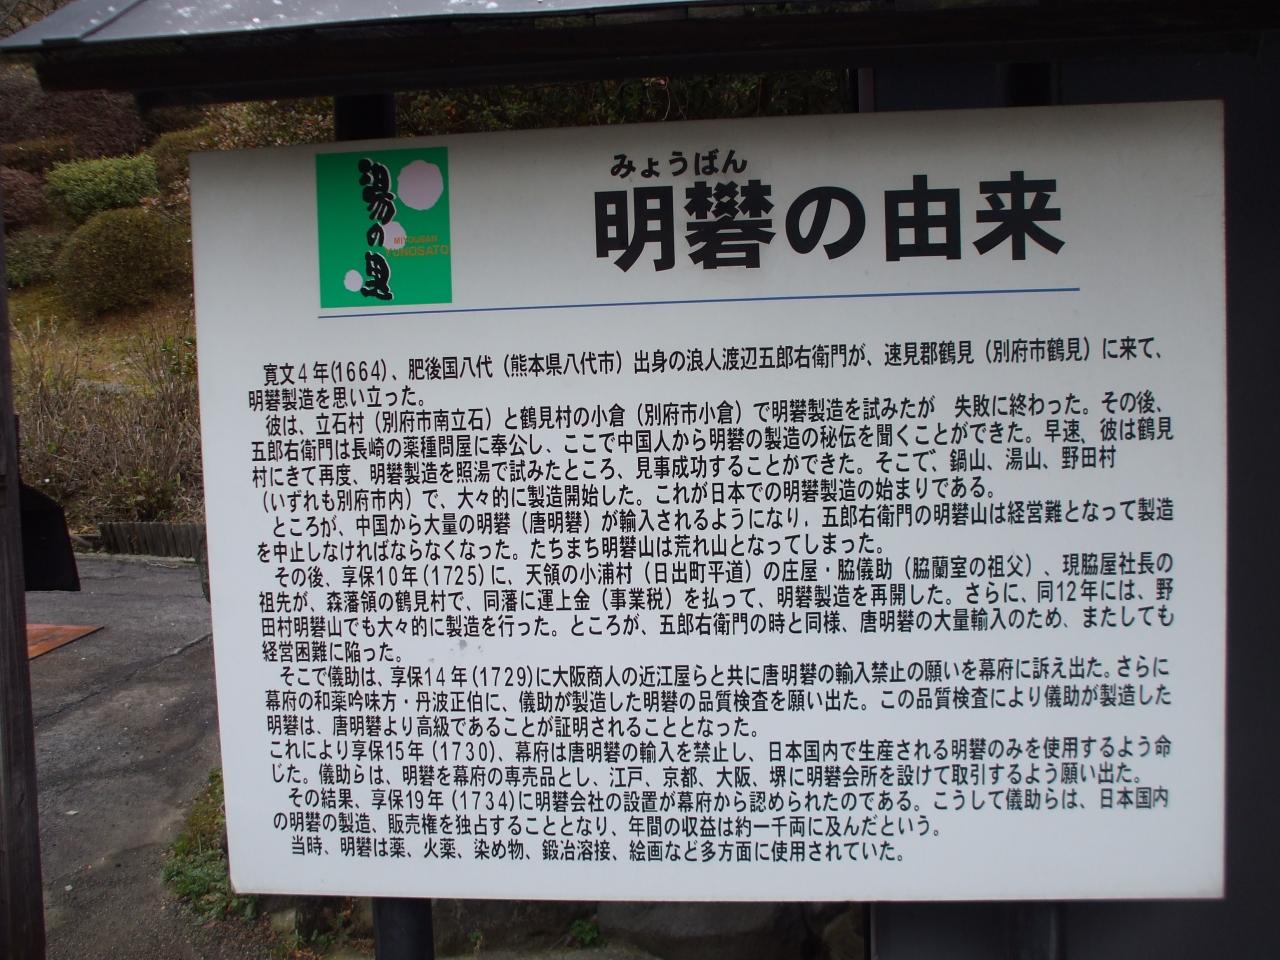 湯の里
MIYOUBAN
YUNOSATO
みょうばん
明礬の由来
寛文4年(1664)、肥後国八代（熊本県八代市）出身の浪人渡辺五郎右衛門が、速見郡鶴見（別府市鶴見）に来て、
明礬製造を思い立った。
彼は、立石村（別府市南立石）と鶴見村の小倉（別府市小倉）で明礬製造を試みたが　失敗に終わった。その後、
五郎右衛門は長崎の薬種問屋に奉公し、ここで中国人から明礬の製造の秘伝を聞くことができた。早速、彼は鶴見
村にきて再度、明礬製造を照湯で試みたところ、見事成功することができた。そこで、鍋山、湯山、野田村
（いずれも別府市内）で、大々的に製造開始した。これが日本での明礬製造の始まりである。
ところが、中国から大量の明礬（唐明礬）が輸入されるようになり、五郎右衛門の明礬山は経営難となって製造
を中止しなければならなくなった。たちまち明礬山は荒れ山となってしまった。
その後、享保10年(1725)に、天領の小浦村（日出町平道）の庄屋・脇儀助（脇蘭室の祖父）、現脇屋社長の
祖先が、森藩領の鶴見村で、同藩に運上金（事業税）を払って、明礬製造を再開した。さらに、同12年には、野
田村明礬山でも大々的に製造を行った。ところが、五郎右衛門の時と同様、唐明礬の大量輸入のため、またしても
経営困難に陥った。
そこで儀助は、享保14年(1729)に大阪商人の近江屋らと共に唐明礬の輸入禁止の願いを幕府に訴え出た。さらに
幕府の和薬吟味方・丹波正伯に、儀助が製造した明礬の品質検査を願い出た。この品質検査により儀助が製造した
明礬は、唐明礬より高級であることが証明されることとなった。
これにより享保15年(1730)、幕府は唐明礬の輸入を禁止し、日本国内で生産される明礬のみを使用するよう命
じた。儀助らは、明礬を幕府の専売品とし、江戸、京都、大阪、堺に明礬会所を設けて取引するよう願い出た。
その結果、享保19年(1734)に明礬会社の設置が幕府から認められたのである。こうして儀助らは、日本国内
の明礬の製造、販売権を独占することとなり、年間の収益は約一千両に及んだという。
当時、明礬は薬、火薬、染め物、鍛冶溶接、絵画など多方面に使用されていた。